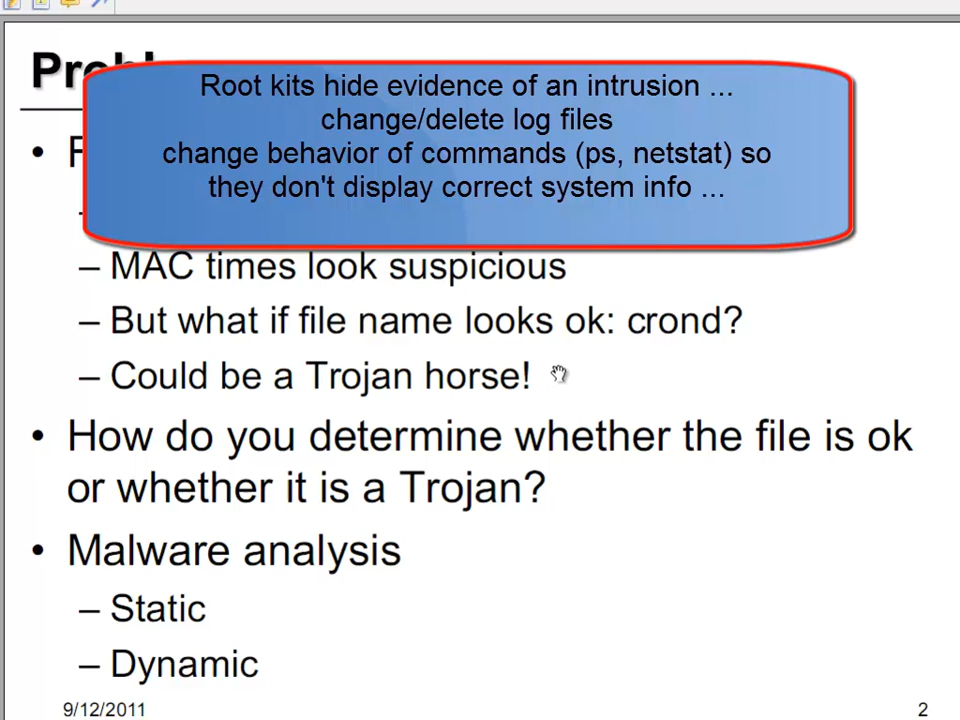 Root kits hide evidence of an intrusion ...
change/delete log files
change behavior of commands (ps, netstat) so
they don't display correct system info ...
– MAC times look suspicious
– But what if file name looks ok: crond?
– Could be a Trojan horse!
• How do you determine whether the file is ok
or whether it is a Trojan?
• Malware analysis
– Static
– Dynamic
9/12/2011
2